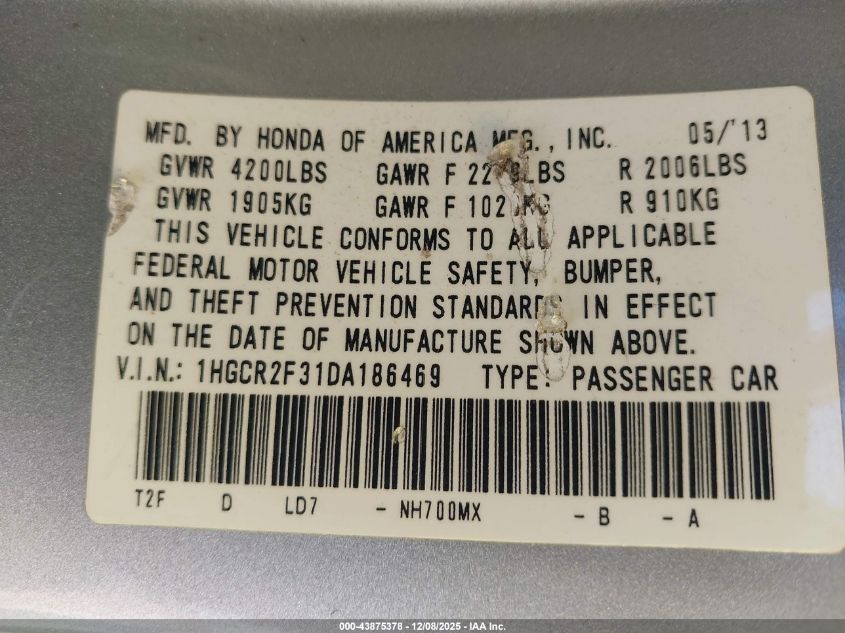 MFD. BY HONDA OF AMERICA MFG., INC. 05/'13
GVWR 4200LBS GAWR F R 2006LBS
GVWR 1905KG GAWR F R 910KG
THIS VEHICLE CONFORMS TO ALL APPLICABLE
FEDERAL MOTOR VEHICLE SAFETY, BUMPER,
AND THEFT PREVENTION STANDARDS IN EFFECT
ON THE DATE OF MANUFACTURE SHOWN ABOVE.
V.I.N.: 1HGCR2F31DA186469 TYPE: PASSENGER CAR
T2F D LD7 - NH700MX - B - A
000-43875378 - 12/08/2025 - IAA Inc.